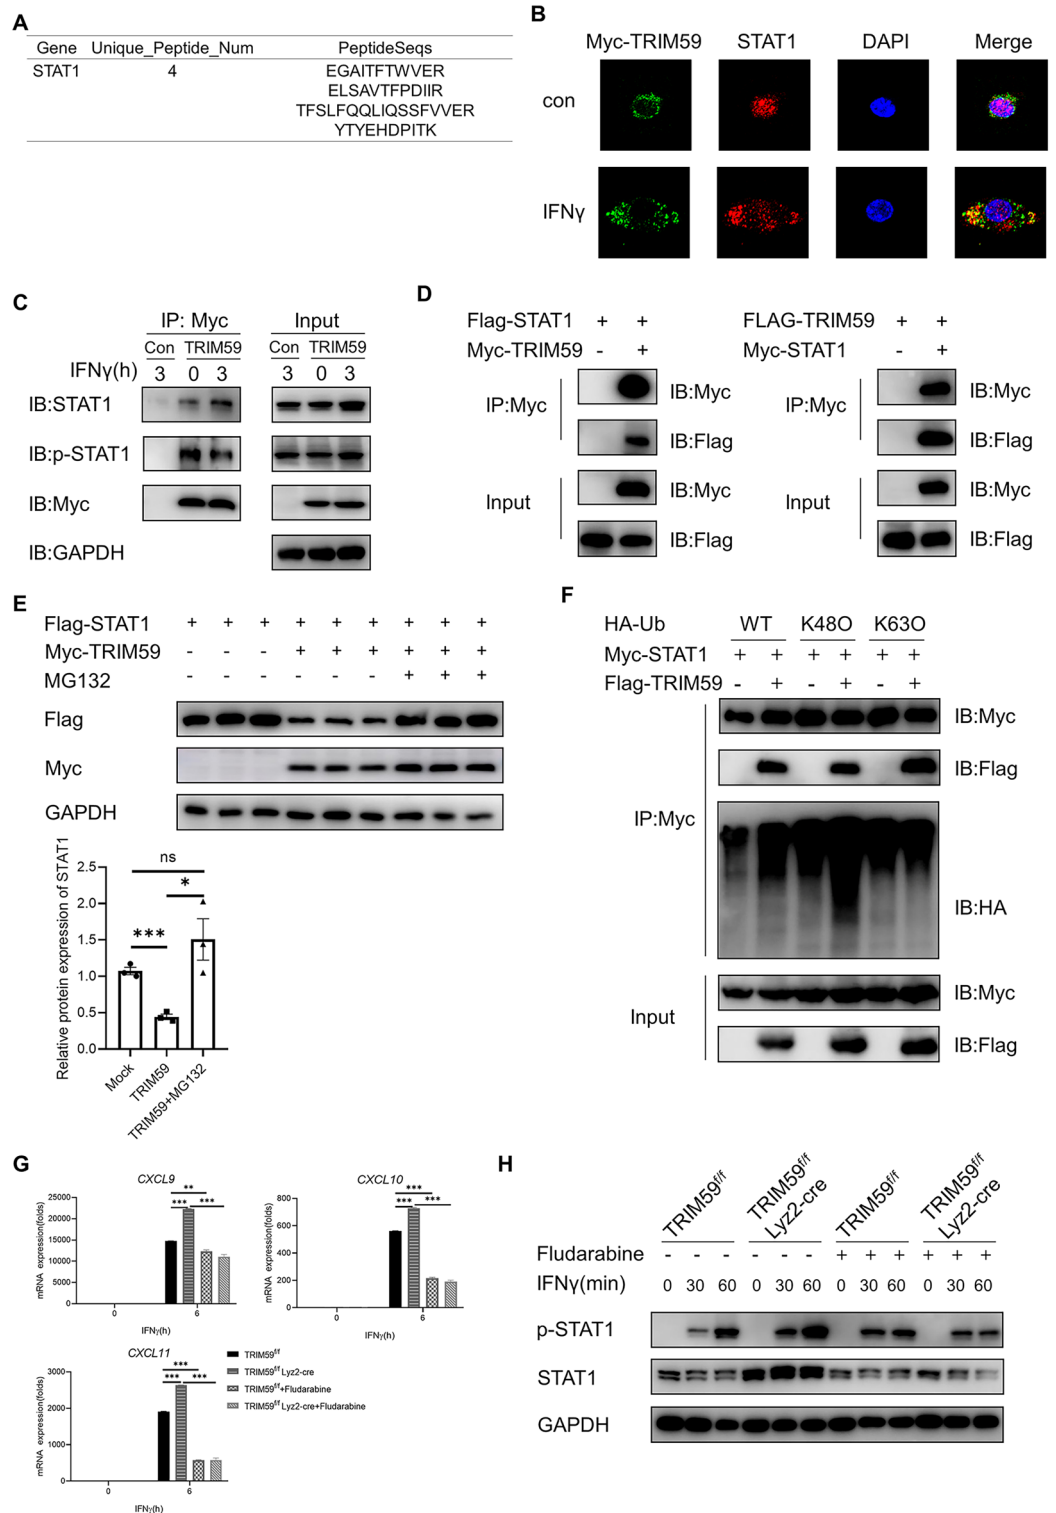 A
Gene Unique_Peptide_Num PeptideSeqs
STAT1 4 EGAITFTWVER
ELSAVTFPDIIR
TFSLFQQLIQSSFVVER
YTYEHDPITK
B
Myc-TRIM59 STAT1 DAPI Merge
con
IFNγ
C
IP: Myc Input
Con TRIM59 Con TRIM59
IFNγ(h) 3 0 3 3 0 3
IB:STAT1
IB:p-STAT1
IB:Myc
IB:GAPDH
D
Flag-STAT1 + +
Myc-TRIM59 - +
IP:Myc
IB:Myc
IB:Flag
Input
IB:Myc
IB:Flag
FLAG-TRIM59 + +
Myc-STAT1 - +
IP:Myc
IB:Myc
IB:Flag
Input
IB:Myc
IB:Flag
E
Flag-STAT1 + + + + + + + + +
Myc-TRIM59 - - - + + + + + +
MG132 - - - - - - + + +
Flag
Myc
GAPDH
Relative protein expression of STAT1
2.5
2.0
1.5
1.0
0.5
0.0
ns
*
***
Mock
TRIM59
TRIM59+MG132
F
HA-Ub WT K48O K63O
Myc-STAT1 + + + + + +
Flag-TRIM59 - + - + - +
IP:Myc
IB:Myc
IB:Flag
IB:HA
Input
IB:Myc
IB:Flag
G
CXCL9
mRNA expression(folds)
25000
20000
15000
10000
5000
0
**
*** ***
0 6
IFNγ(h)
CXCL10
mRNA expression(folds)
800
600
400
200
0
***
*** ***
0 6
IFNγ(h)
CXCL11
mRNA expression(folds)
3000
2000
1000
0
***
*** ***
0 6
IFNγ(h)
TRIM59f/f
TRIM59f/f Lyz2-cre
TRIM59f/f+Fludarabine
TRIM59f/f Lyz2-cre+Fludarabine
H
TRIM59f/f
TRIM59f/f
Lyz2-cre
TRIM59f/f
TRIM59f/f
Lyz2-cre
Fludarabine - - - - - - + + + + + +
IFNγ(min) 0 30 60 0 30 60 0 30 60 0 30 60
p-STAT1
STAT1
GAPDH